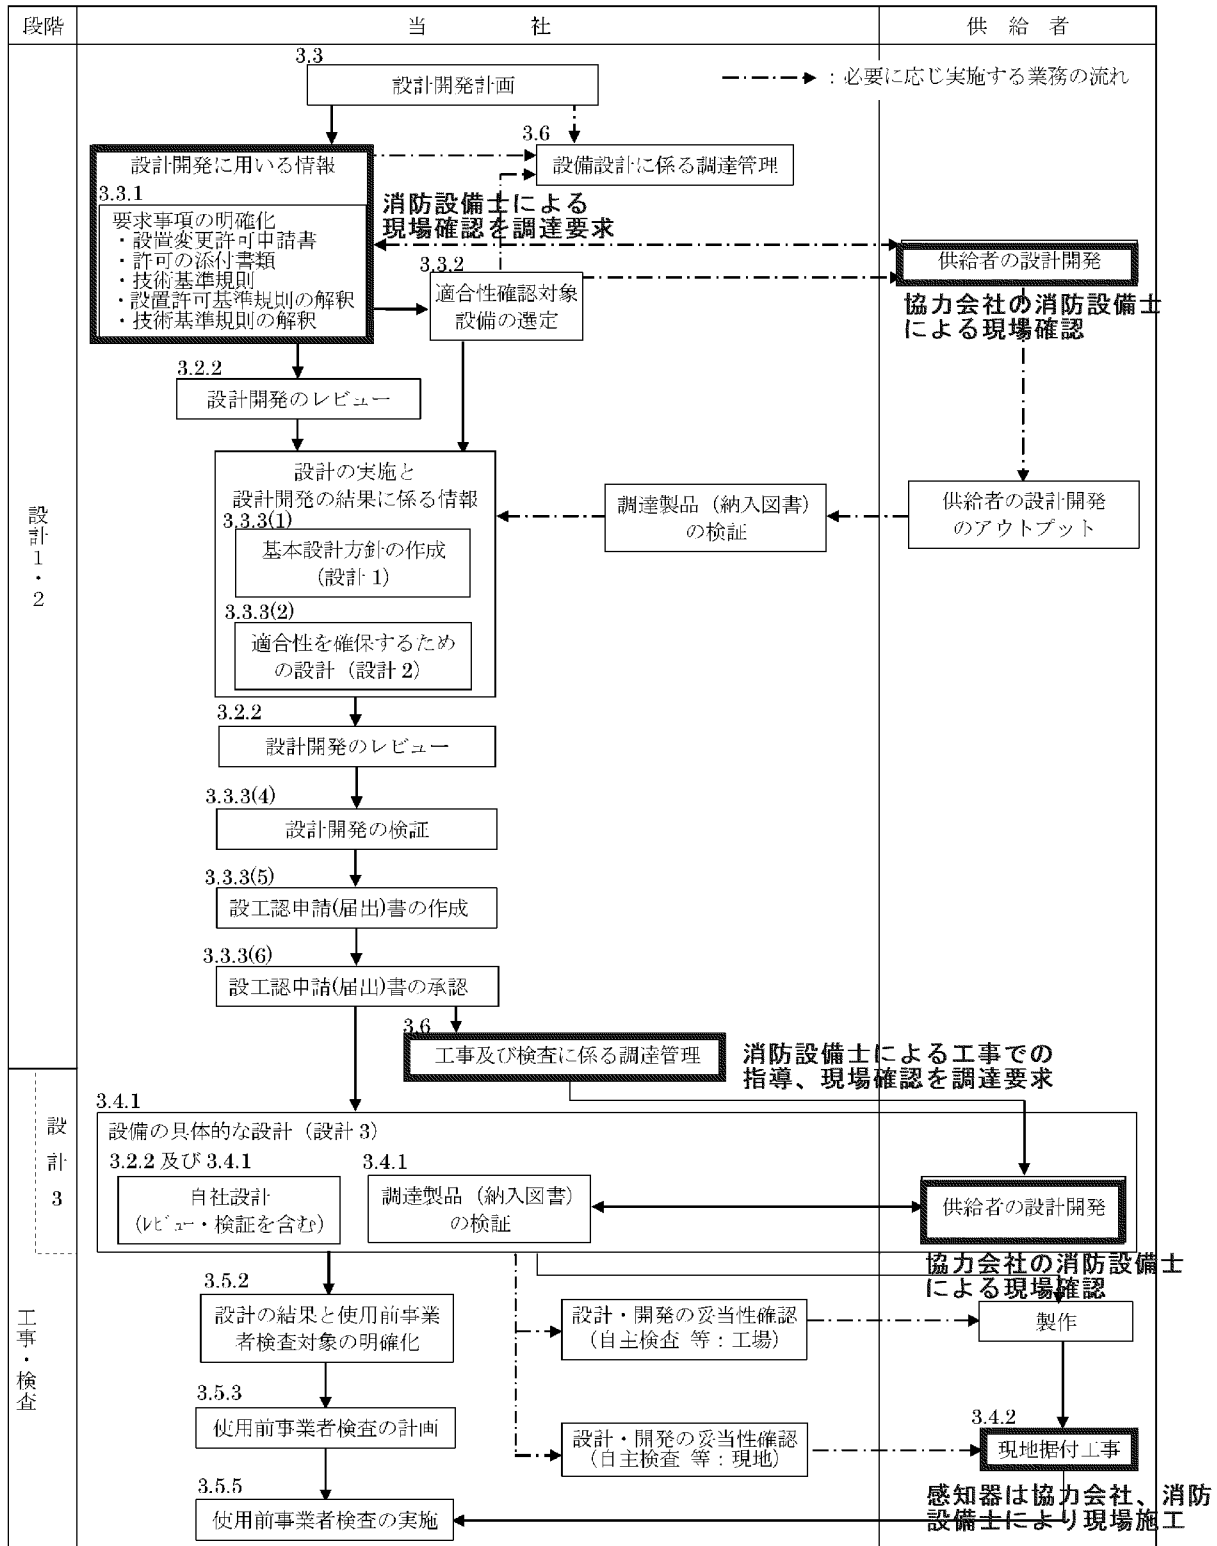 段階
当 社
供 給 者
3.3
設計開発計画
：必要に応じ実施する業務の流れ
3.6
設備設計に係る調達管理
設計開発に用いる情報
3.3.1
要求事項の明確化
・設置変更許可申請書
・許可の添付書類
・技術基準規則
・設置許可基準規則の解釈
・技術基準規則の解釈
消防設備士による
現場確認を調達要求
3.3.2
適合性確認対象
設備の選定
供給者の設計開発
協力会社の消防設備士
による現場確認
3.2.2
設計開発のレビュー
設計の実施と
設計開発の結果に係る情報
3.3.3(1)
基本設計方針の作成
(設計 1)
3.3.3(2)
適合性を確保するため
の設計（設計 2）
調達製品（納入図書）
の検証
供給者の設計開発
のアウトプット
設計1・2
3.2.2
設計開発のレビュー
3.3.3(4)
設計開発の検証
3.3.3(5)
設工認申請(届出)書の作成
3.3.3(6)
設工認申請(届出)書の承認
3.6
工事及び検査に係る調達管理
消防設備士による工事での
指導、現場確認を調達要求
設計3
3.4.1
設備の具体的な設計（設計 3）
3.2.2 及び 3.4.1
自社設計
(ﾚﾋﾞｭｰ・検証を含む)
3.4.1
調達製品（納入図書）
の検証
供給者の設計開発
協力会社の消防設備士
による現場確認
工事・検査
3.5.2
設計の結果と使用前事業
者検査対象の明確化
設計・開発の妥当性確認
（自主検査 等：工場）
製作
3.5.3
使用前事業者検査の計画
設計・開発の妥当性確認
（自主検査 等：現地）
3.4.2
現地据付工事
感知器は協力会社、消防
設備士により現場施工
3.5.5
使用前事業者検査の実施